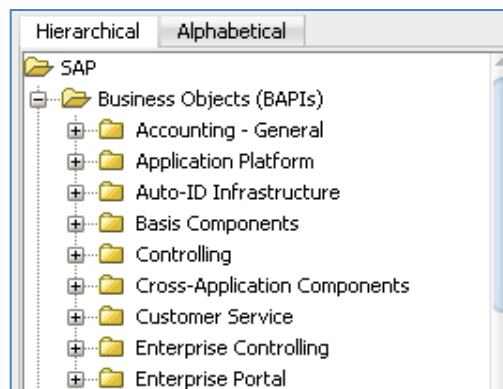 Hierarchical Alphabetical
SAP
Business Objects (BAPIs)
Accounting - General
Application Platform
Auto-ID Infrastructure
Basis Components
Controlling
Cross-Application Components
Customer Service
Enterprise Controlling
Enterprise Portal